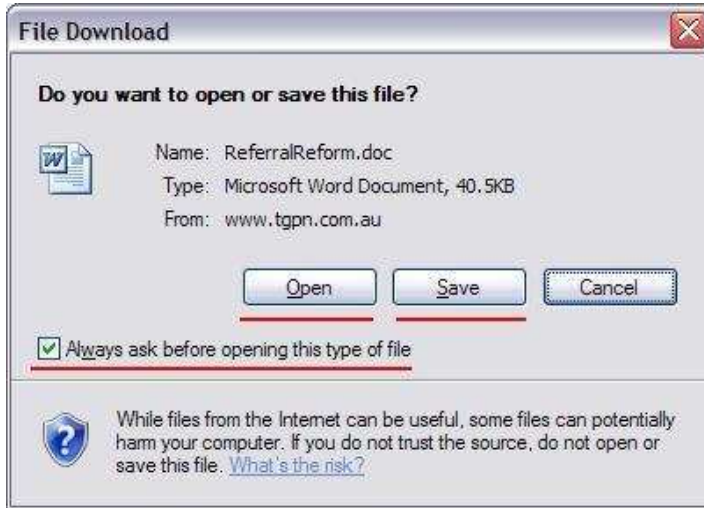 File Download
Do you want to open or save this file?
Name: ReferralReform.doc
Type: Microsoft Word Document, 40.5KB
From: www.tgpn.com.au
Open Save Cancel
Always ask before opening this type of file
While files from the Internet can be useful, some files can potentially
harm your computer. If you do not trust the source, do not open or
save this file. What's the risk?